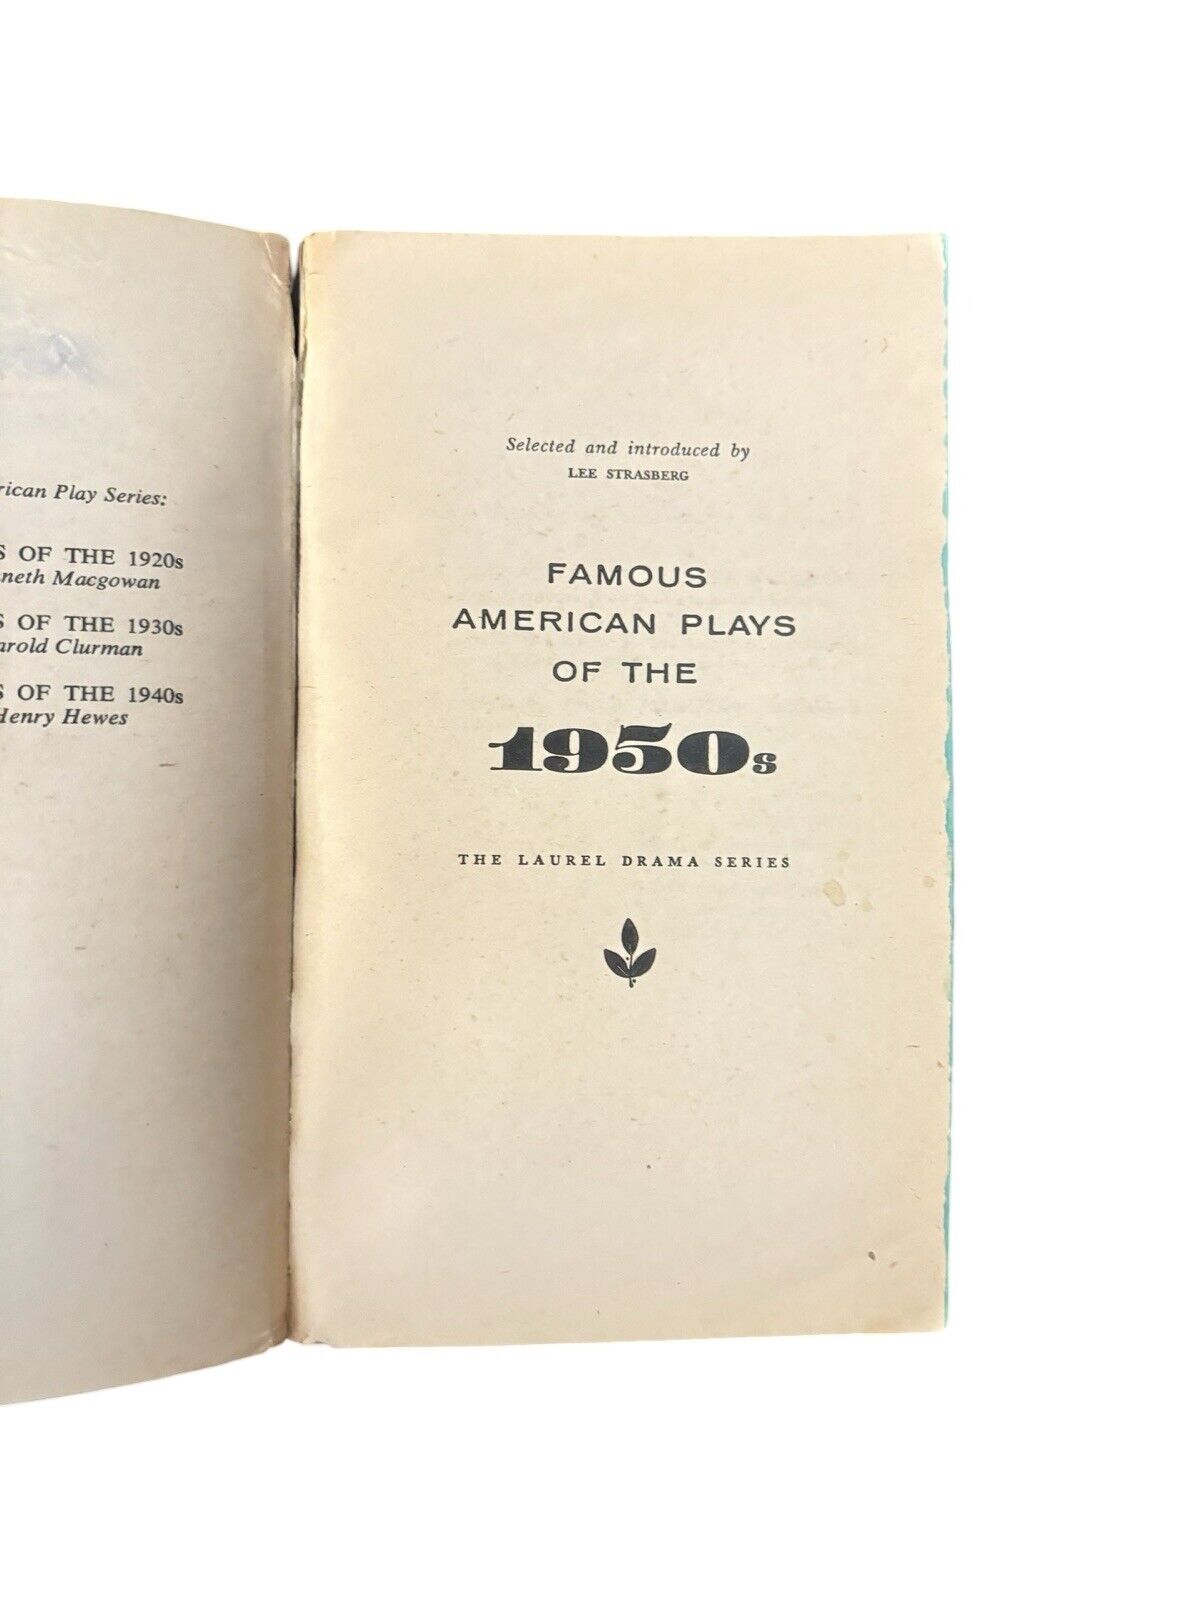 rican Play Series:
S OF THE 1920s
nneth Macgowan
S OF THE 1930s
arold Clurman
S OF THE 1940s
Henry Hewes
Selected and introduced by
LEE STRASBERG
FAMOUS
AMERICAN PLAYS
OF THE
1950s
THE LAUREL DRAMA SERIES